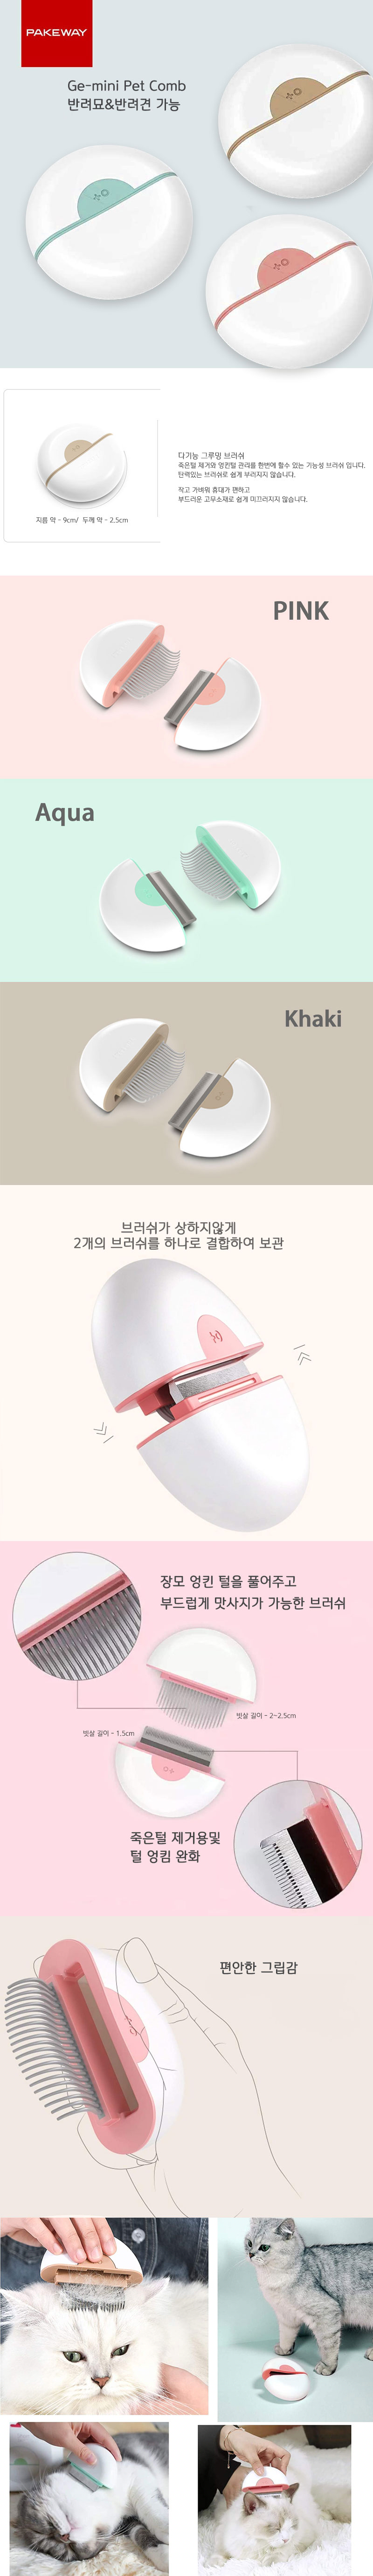 PAKEWAY
Ge-mini Pet Comb
반려묘&반려견 가능
다기능 그루밍 브러쉬
죽은털 제거와 엉킨털 관리를 한번에 할수 있는 기능성 브러쉬 입니다.
탄력있는 브러쉬로 쉽게 부러지지 않습니다.
작고 가벼워 휴대가 편하고
부드러운 고무소재로 쉽게 미끄러지지 않습니다.
지름 약 - 9cm/ 두께 약 - 2.5cm
PINK
Aqua
Khaki
브러쉬가 상하지않게
2개의 브러쉬를 하나로 결합하여 보관
장모 엉킨 털을 풀어주고
부드럽게 맛사지가 가능한 브러쉬
빗살 길이 - 2~2.5cm
빗살 길이 - 1.5cm
죽은털 제거용및
털 엉킴 완화
편안한 그립감